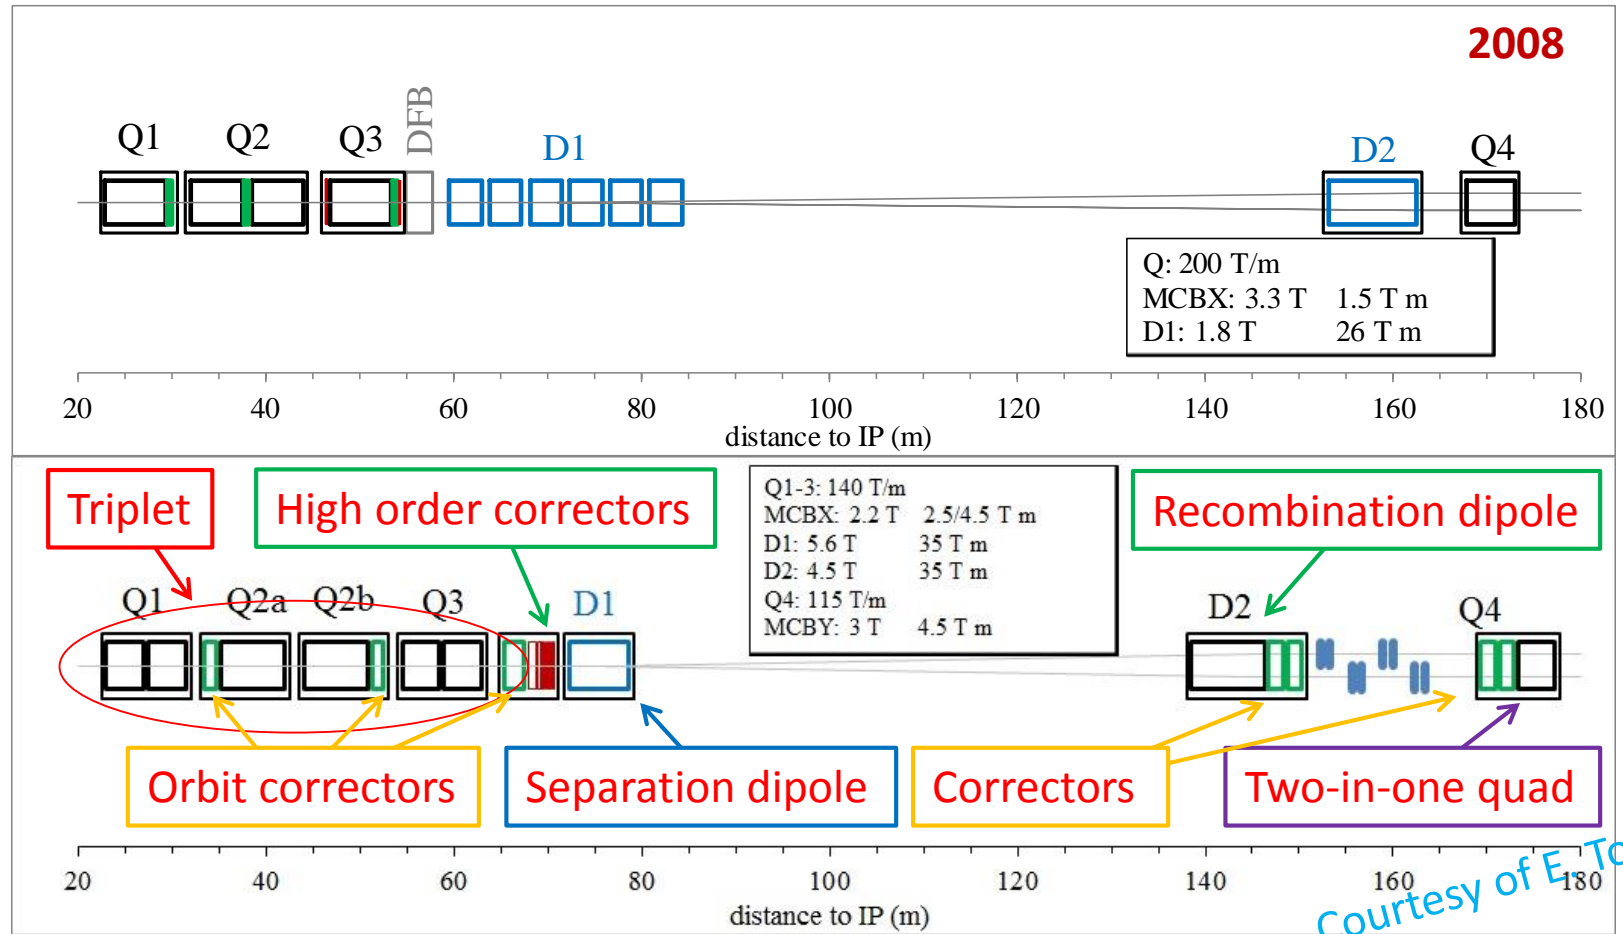 2008
Q1 Q2 Q3 DFB D1 D2 Q4
Q: 200 T/m
MCBX: 3.3 T 1.5 T m
D1: 1.8 T 26 T m
20 40 60 80 100 120 140 160 180
distance to IP (m)
Triplet
High order correctors
Q1-3: 140 T/m
MCBX: 2.2 T 2.5/4.5 T m
D1: 5.6 T 35 T m
D2: 4.5 T 35 T m
Q4: 115 T/m
MCBY: 3 T 4.5 T m
Recombination dipole
Q1 Q2a Q2b Q3 D1 D2 Q4
Orbit correctors
Separation dipole
Correctors
Two-in-one quad
20 40 60 80 100 120 140 160 180
distance to IP (m)
Courtesy of E.